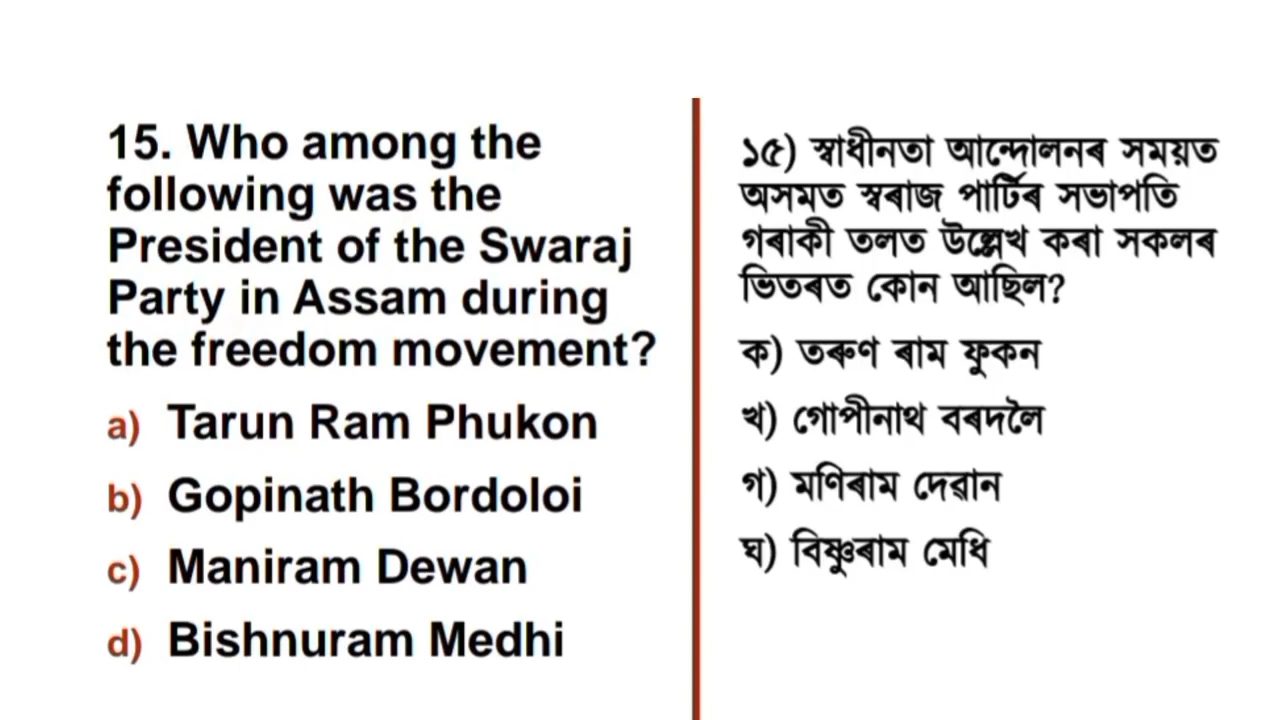 15. Who among the
following was the
President of the Swaraj
Party in Assam during
the freedom movement?
a) Tarun Ram Phukon
b) Gopinath Bordoloi
c) Maniram Dewan
d) Bishnuram Medhi
১৫) স্বাধীনতা আন্দোলনৰ সময়ত
অসমত স্বৰাজ পাৰ্টিৰ সভাপতি
গৰাকী তলত উল্লেখ কৰা সকলৰ
ভিতৰত কোন আছিল?
ক) তৰুণ ৰাম ফুকন
খ) গোপীনাথ বৰদলৈ
গ) মণিৰাম দেৱান
ঘ) বিষ্ণুৰাম মেধি